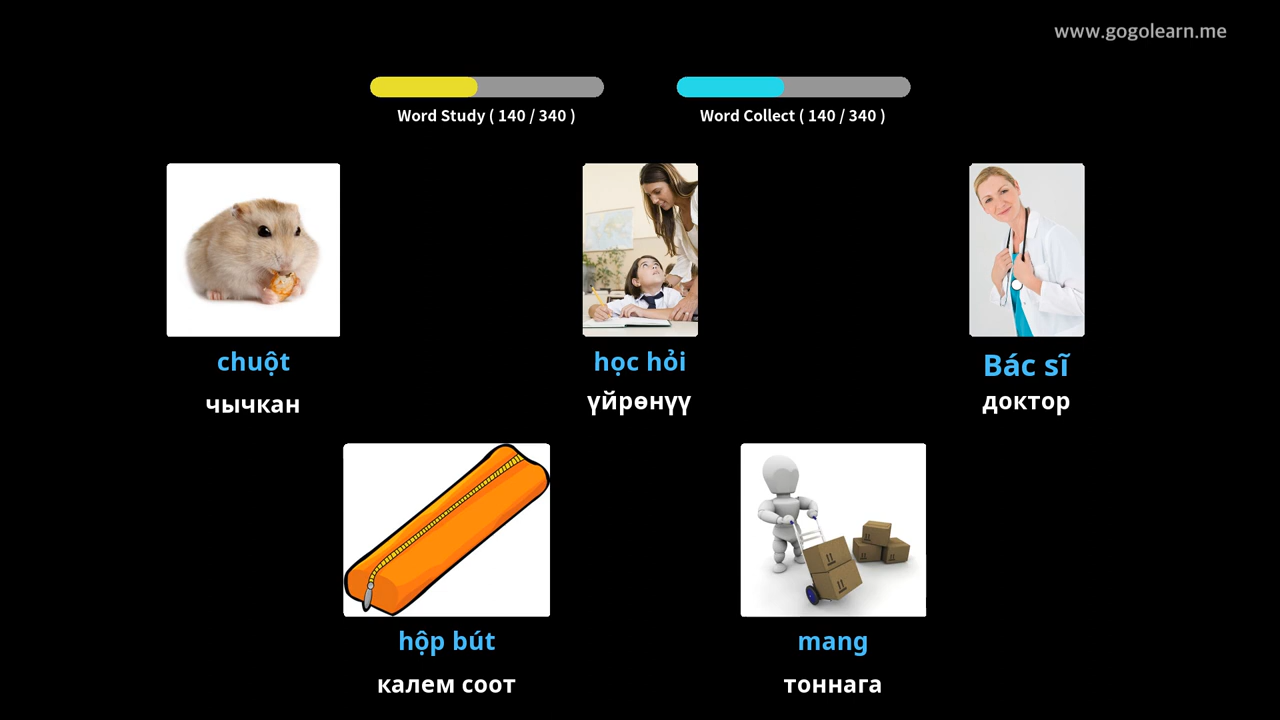 www.gogolearn.me
Word Study ( 140 / 340 )
Word Collect ( 140 / 340 )
chuột
чычкан
học hỏi
үйрөнүү
Bác sĩ
доктор
hộp bút
калем соот
mang
тоннага